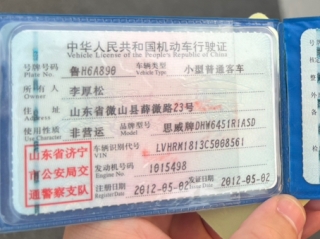 中华人民共和国机动车行驶证
Vehicle License of the People's Republic of China
号牌号码 鲁H6A890 车辆类型 小型普通客车
Plate No. Vehicle Type
所有人 李厚松
Owner
住址 山东省微山县薛微路23号
Address
使用性质 非营运 品牌型号 思威牌DHW6451R1ASD
Use Character Model
山东省济宁 车辆识别代号 LVHRM1813C5008561
VIN
市公安局交 发动机号码 1015498
Engine No.
通警察支队 注册日期 2012-05-02 发证日期 2012-05-02
Register Date Issue Date